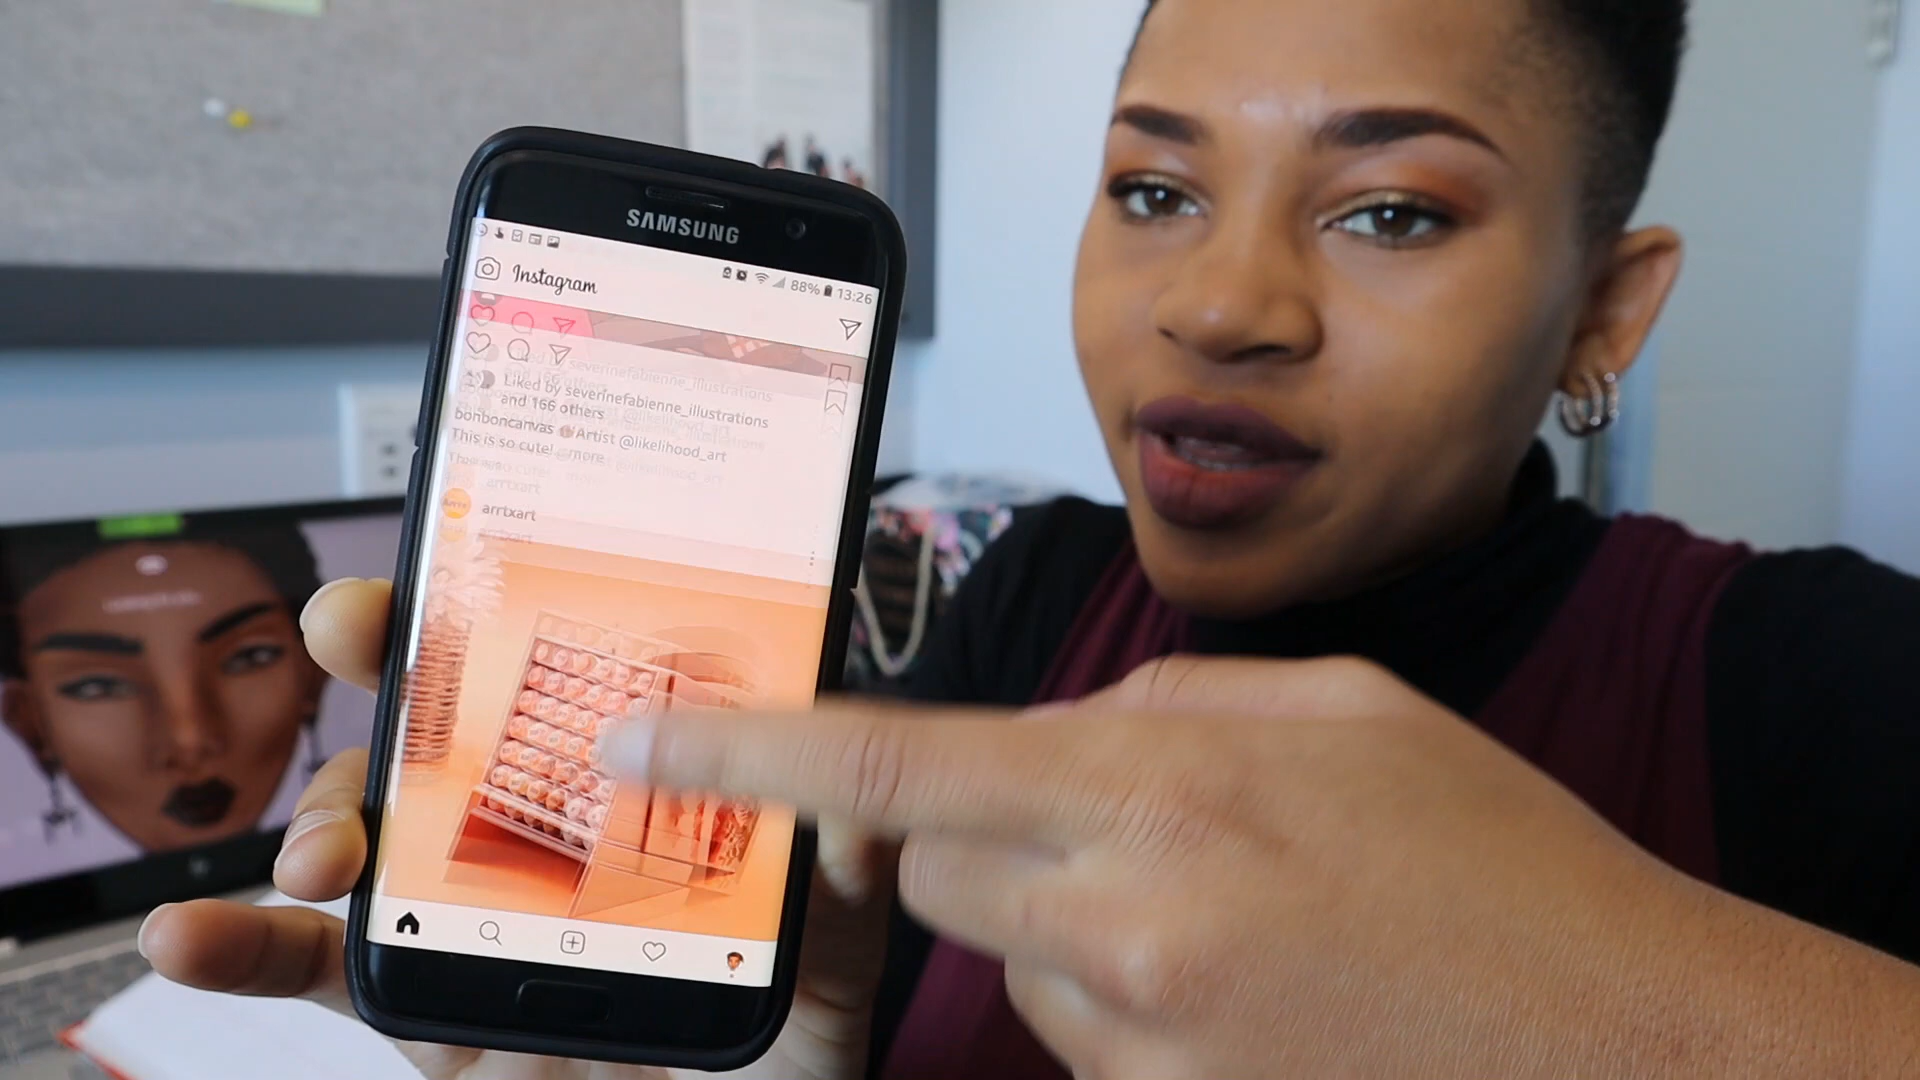 SAMSUNG
88% 13:26
Instagram
Liked by severinefabienne_illustrations
and 166 others
bonboncanvas Artist @likelihood_art
This is so cute! ...more
arrtxart